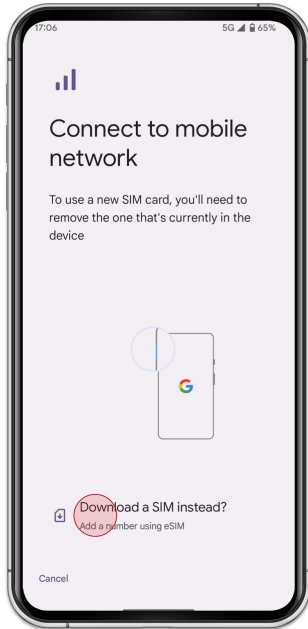 17:06 5G 65%
Connect to mobile
network
To use a new SIM card, you'll need to
remove the one that's currently in the
device
G
Download a SIM instead?
Add a number using eSIM
Cancel